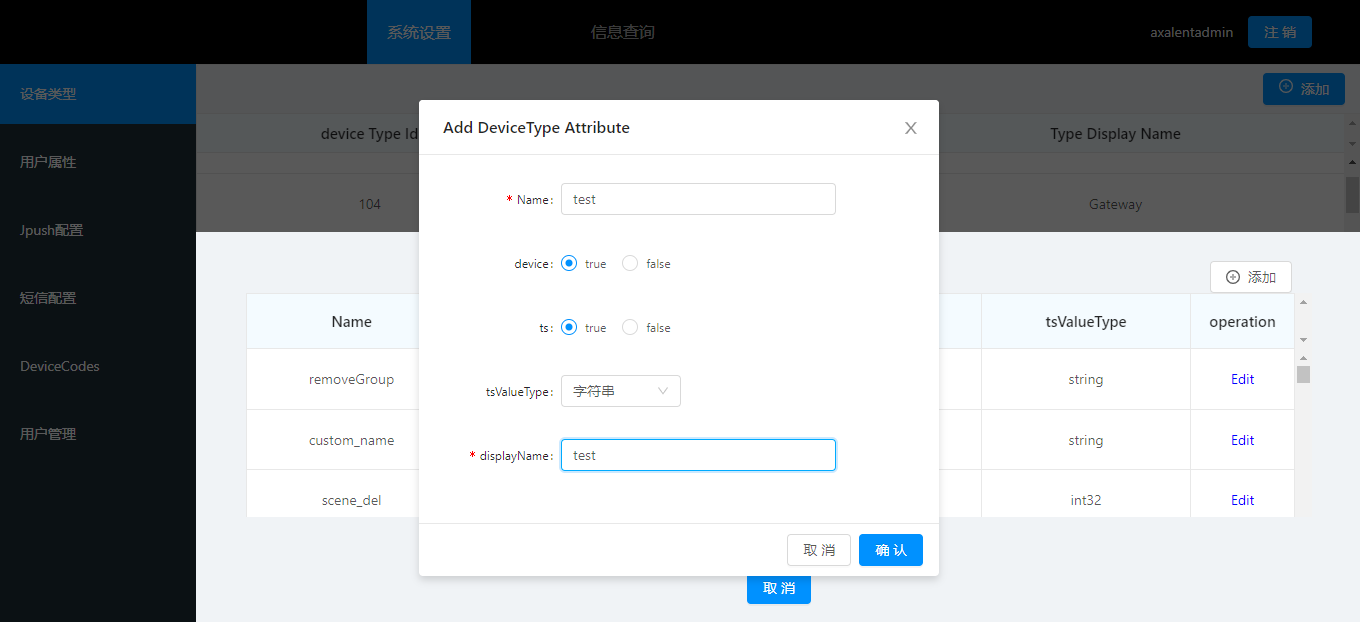 系统设置
信息查询
axalentadmin
注 销
设备类型
用户属性
Jpush配置
短信配置
DeviceCodes
用户管理
添加
device Type Id
Type Display Name
104
Gateway
Add DeviceType Attribute
* Name:
test
device:
true
false
ts:
true
false
tsValueType:
字符串
* displayName:
test
取 消
确 认
添加
Name
tsValueType
operation
removeGroup
string
Edit
custom_name
string
Edit
scene_del
int32
Edit
取 消